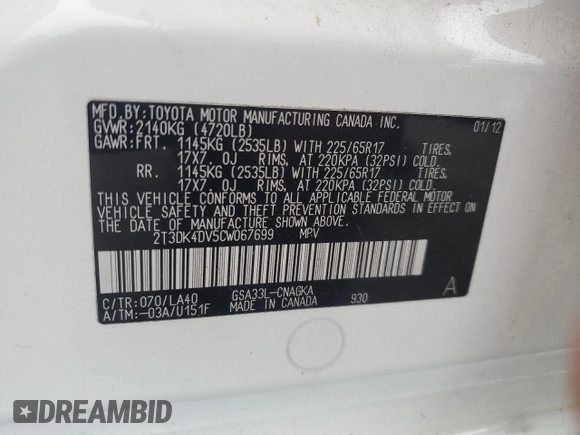 MFD.BY:TOYOTA MOTOR MANUFACTURING CANADA INC. 01/12
GVWR:2140KG (4720LB)
GAWR:FRT. 1145KG (2535LB) WITH 225/65R17 TIRES.
17X7.0J RIMS, AT 220KPA (32PSI) COLD.
RR. 1145KG (2535LB) WITH 225/65R17 TIRES.
17X7.0J RIMS, AT 220KPA (32PSI) COLD.
THIS VEHICLE CONFORMS TO ALL APPLICABLE FEDERAL MOTOR
VEHICLE SAFETY AND THEFT PREVENTION STANDARDS IN EFFECT ON
THE DATE OF MANUFACTURE SHOWN ABOVE.
2T3DK4DV5CW067699 MPV
C/TR:070/LA40 GSA33L-CNAGKA A
A/TM:-03A/U151F MADE IN CANADA 930
DREAMBID